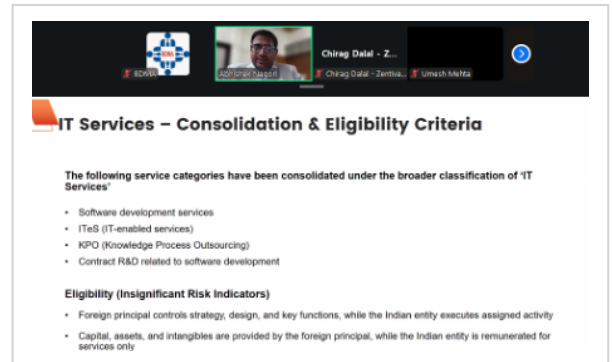 Chirag Dalal - Z...
BDMA
Abhishek Nagori
Chirag Dalal - Zentiva...
Umesh Mehta
IT Services – Consolidation & Eligibility Criteria
The following service categories have been consolidated under the broader classification of 'IT
Services'
• Software development services
• ITeS (IT-enabled services)
• KPO (Knowledge Process Outsourcing)
• Contract R&D related to software development
Eligibility (Insignificant Risk Indicators)
• Foreign principal controls strategy, design, and key functions, while the Indian entity executes assigned activity
• Capital, assets, and intangibles are provided by the foreign principal, while the Indian entity is remunerated for
services only